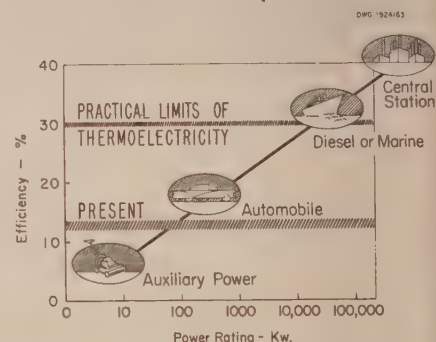 DWG 192A163
40
30
20
10
0
Efficiency - %
PRACTICAL LIMITS OF
THERMOELECTRICITY
PRESENT
Central
Station
Diesel or Marine
Automobile
Auxiliary Power
0 10 100 1000 10,000 100,000
Power Rating - Kw.